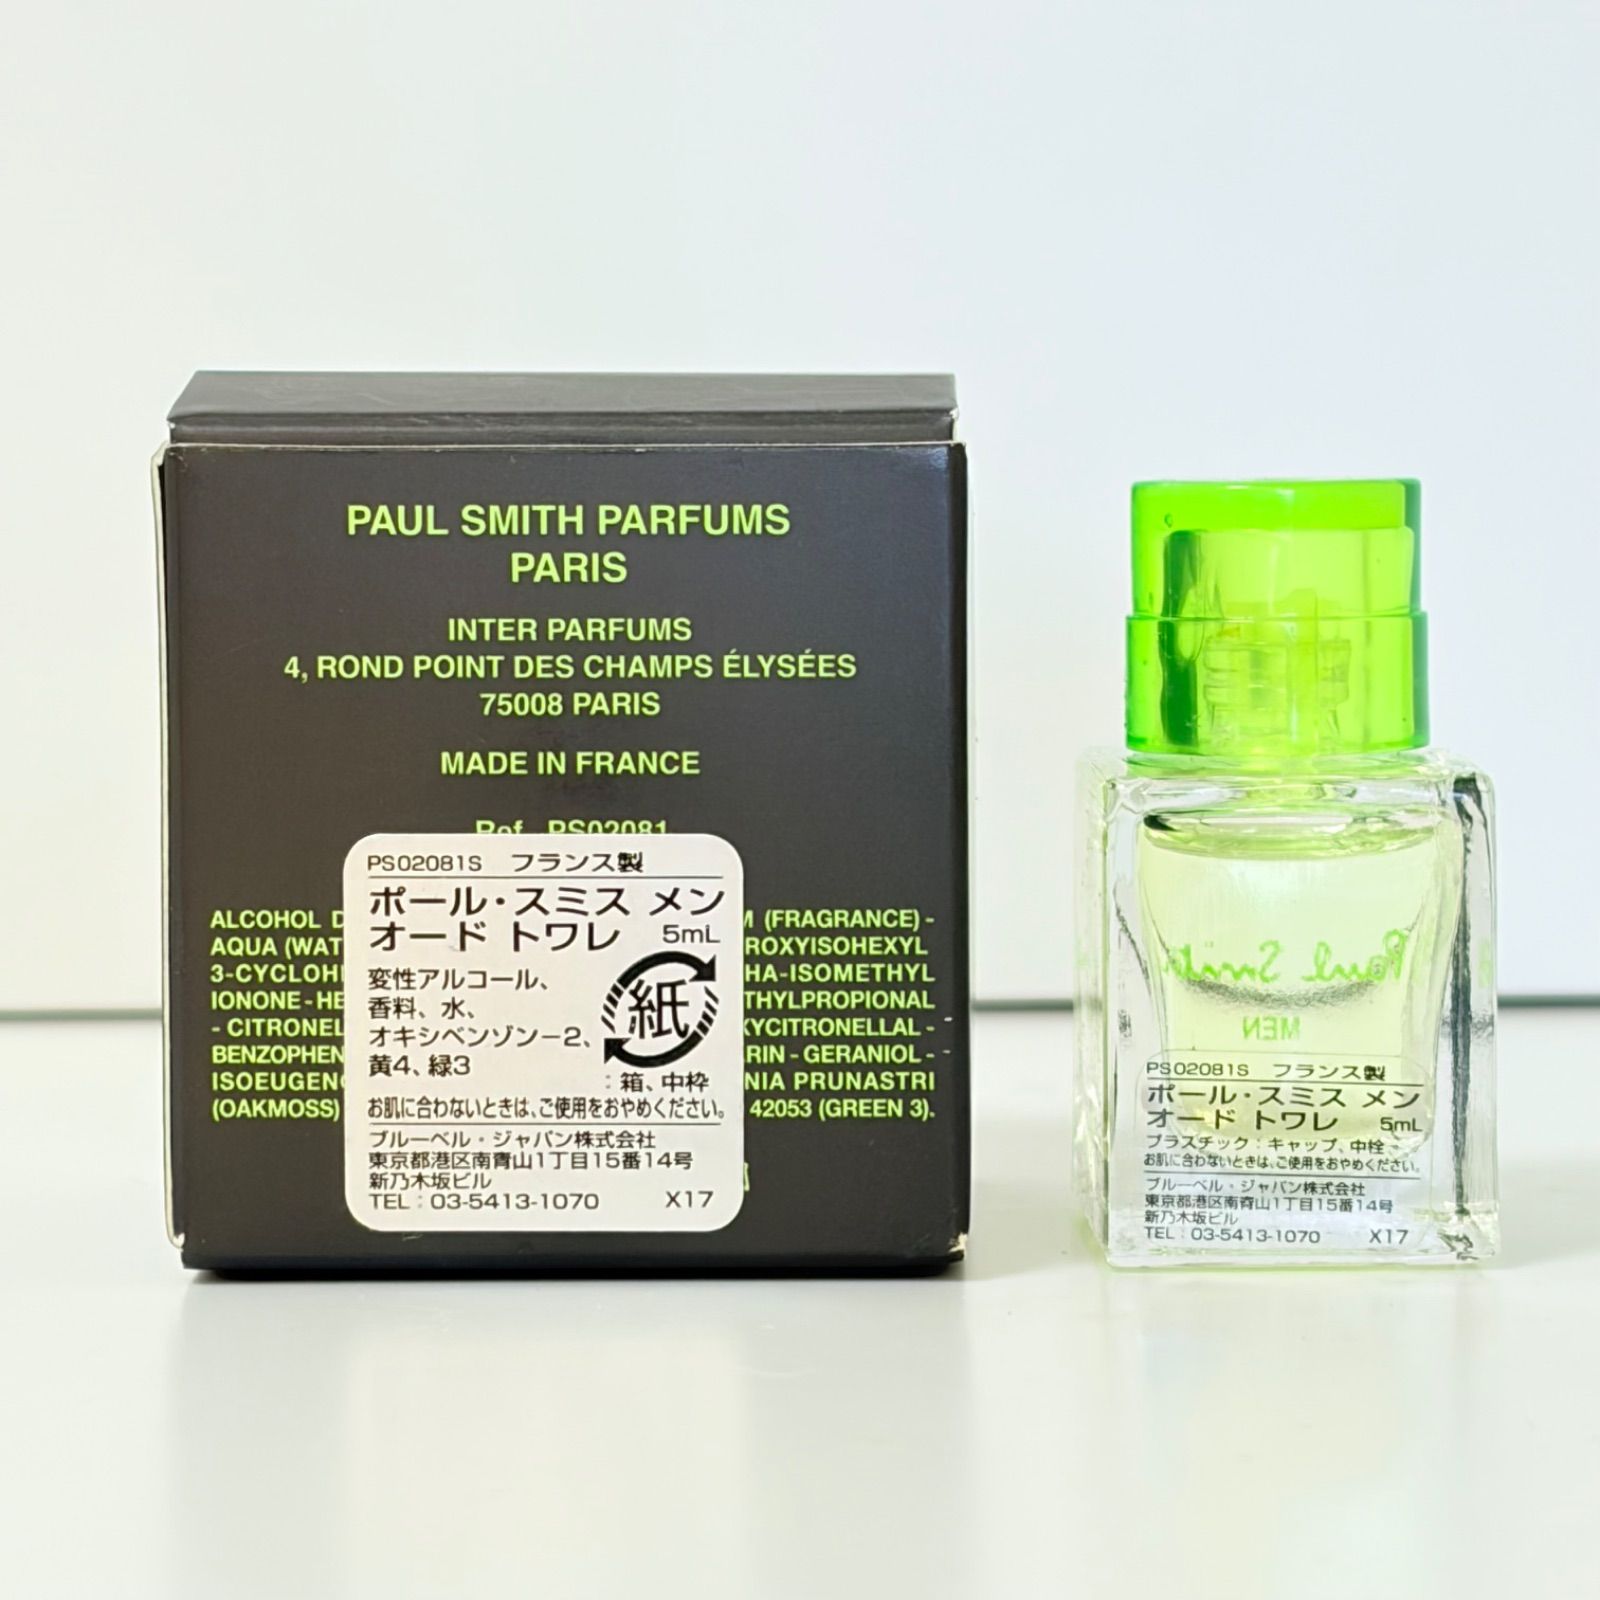 PAUL SMITH PARFUMS
PARIS
INTER PARFUMS
4, ROND POINT DES CHAMPS ÉLYSÉES
75008 PARIS
MADE IN FRANCE
Ref. PS02081
ALCOHOL (FRAGRANCE) -
AQUA
3-CYCLOH
IONONE - HE
- CITRONEL
BENZOPHEN - GERANIOL -
ISOEUGENO PRUNASTRI
(OAKMOSS) 42053 (GREEN 3).
PS02081S フランス製
ポール・スミス メン
オード トワレ 5mL
変性アルコール、
香料、水、
オキシベンゾン−2、
黄4、緑3
紙
：箱、中枠
お肌に合わないときは、ご使用をおやめください。
ブルーベル・ジャパン株式会社
東京都港区南青山1丁目15番14号
新乃木坂ビル
TEL：03-5413-1070 X17
Paul Smith
MEN
PS02081S フランス製
ポール・スミス メン
オード トワレ 5mL
プラスチック：キャップ、中栓
お肌に合わないときは、ご使用をおやめください。
ブルーベル・ジャパン株式会社
東京都港区南青山1丁目15番14号
新乃木坂ビル
TEL：03-5413-1070 X17